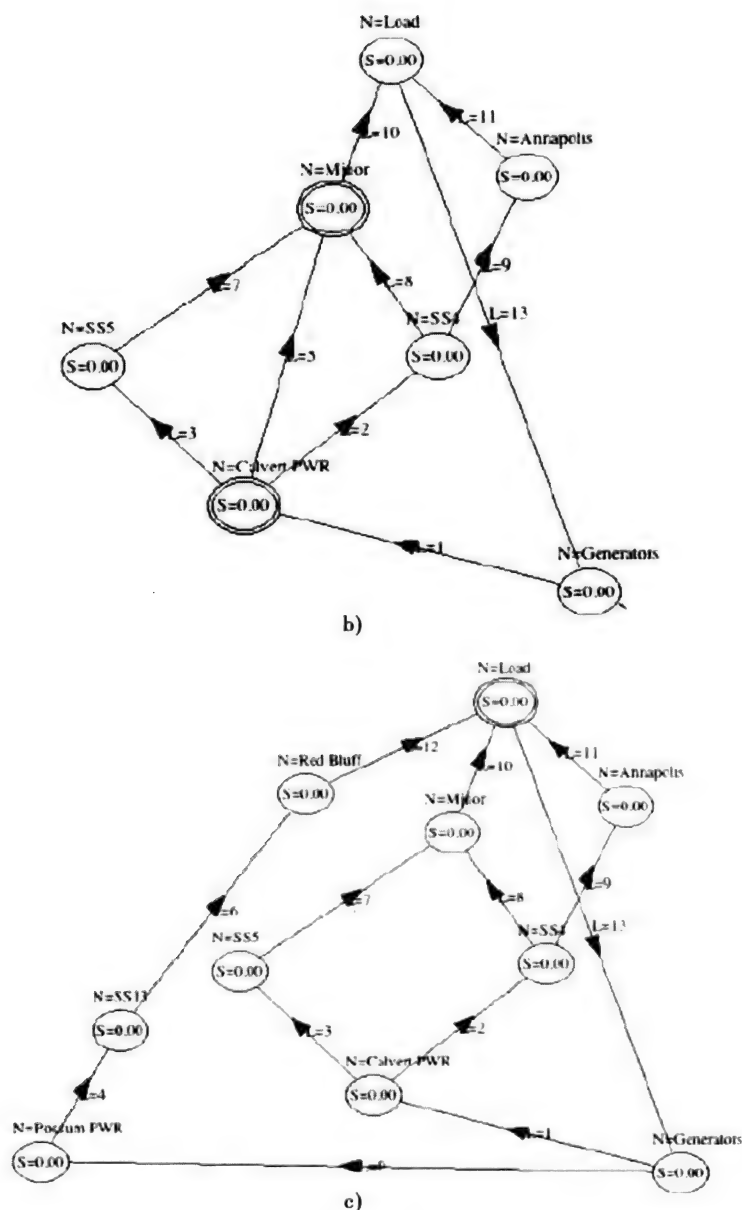 N=Load
S=0.00
L=11
L=10
N=Annapolis
N=Minor
S=0.00
S=0.00
L=9
L=8
L=7
L=13
N=SS5
N=SS4
L=5
S=0.00
S=0.00
L=3
L=2
N=Calvert PWR
S=0.00
L=1
N=Generators
S=0.00
b)
N=Load
S=0.00
L=12
L=11
N=Red Bluff
L=10
N=Annapolis
S=0.00
N=Minor
S=0.00
S=0.00
L=9
L=8
L=7
L=6
L=13
N=SS5
N=SS4
S=0.00
S=0.00
N=SS13
S=0.00
L=3
L=2
N=Calvert PWR
L=4
S=0.00
N=Possum PWR
L=1
N=Generators
S=0.00
S=0.00
c)